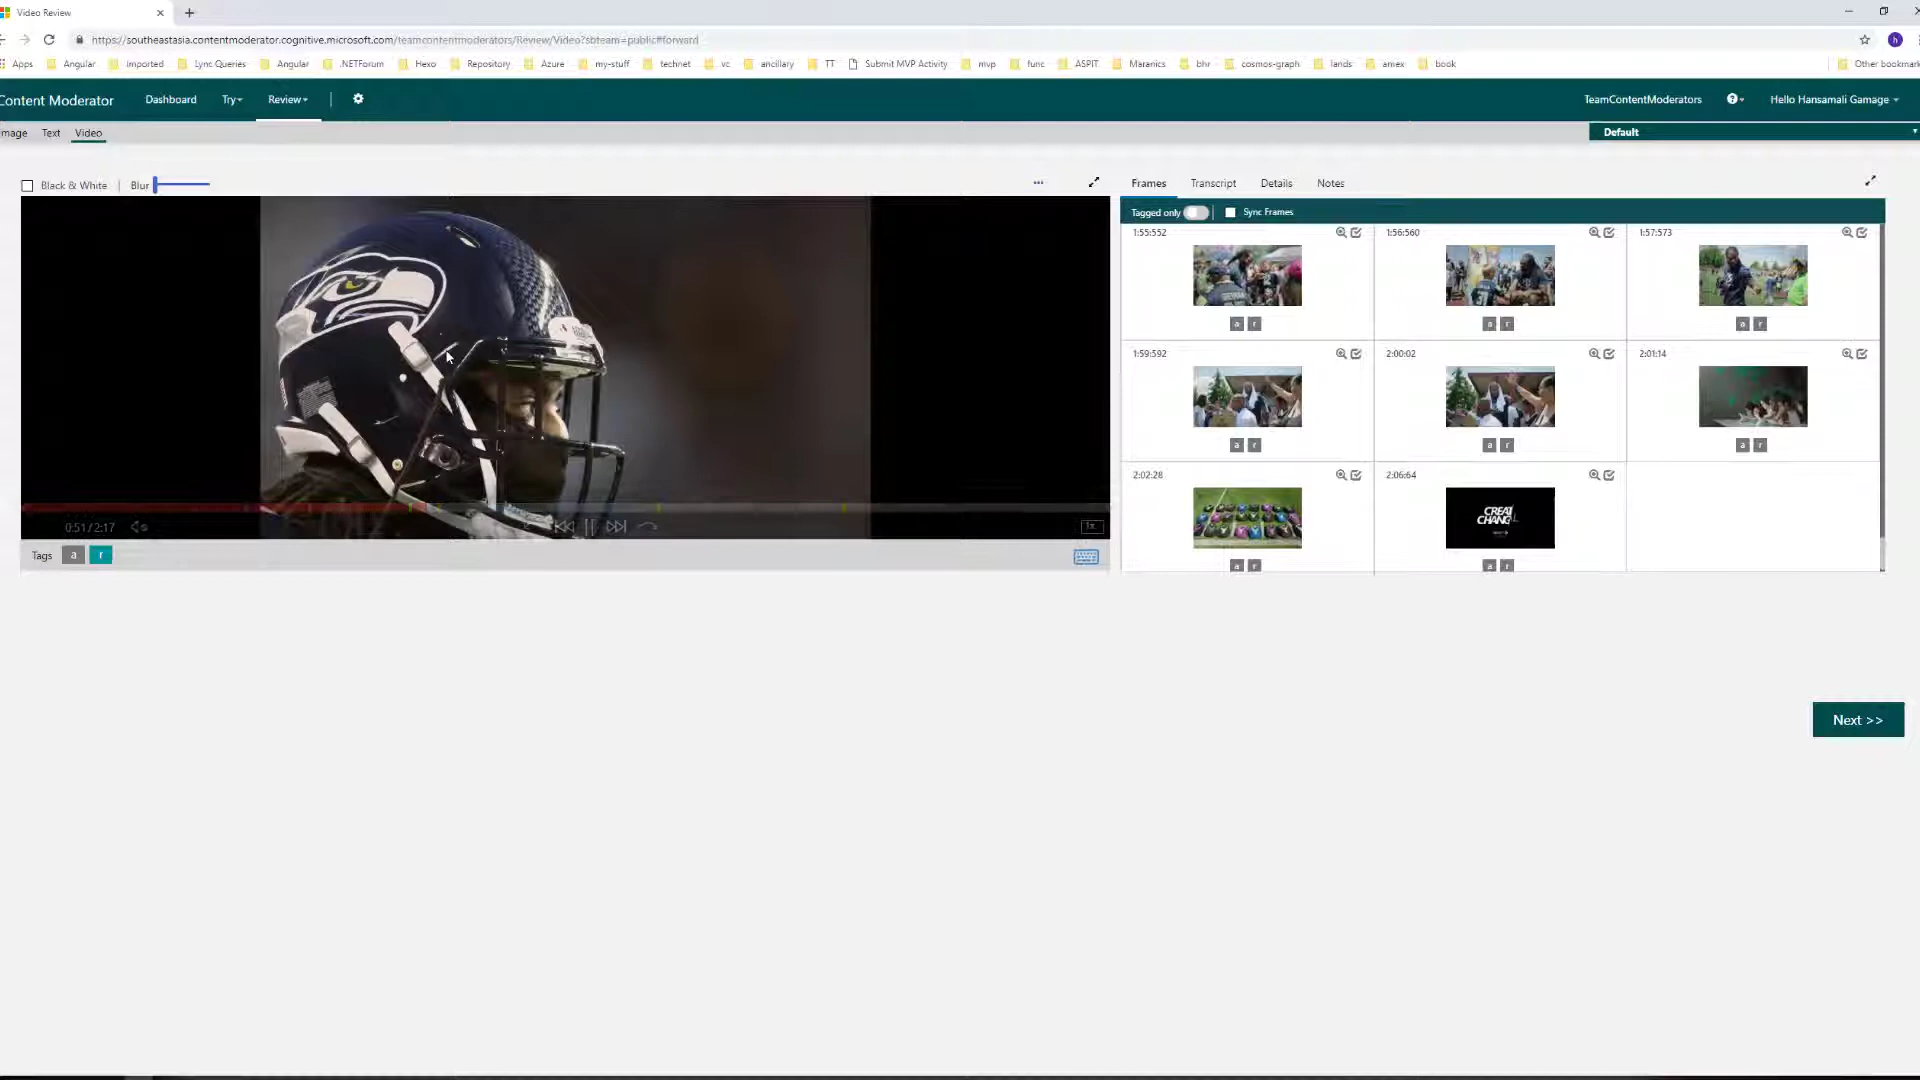 Video Review
https://southeastasia.contentmoderator.cognitive.microsoft.com/teamcontentmoderators/Review/Video?sbteam=public#forward
Apps Angular Imported Lync Queries Angular .NETForum Hexo Repository Azure my-stuff technet vc ancillary TT Submit MVP Activity mvp func ASPIT Maranics bhr cosmos-graph lands amex book Other bookmark
Content Moderator Dashboard Try Review TeamContentModerators ? Hello Hansamali Gamage
mage Text Video Default
Black & White | Blur ... Frames Transcript Details Notes
Tagged only Sync Frames
1:55:552 1:56:560 1:57:573
a r a r a r
1:59:592 2:00:02 2:01:14
a r a r a r
2:02:28 2:06:64
CREAT
CHANG
a r a r
0:51 / 2:17 1x
Tags a r
Next >>